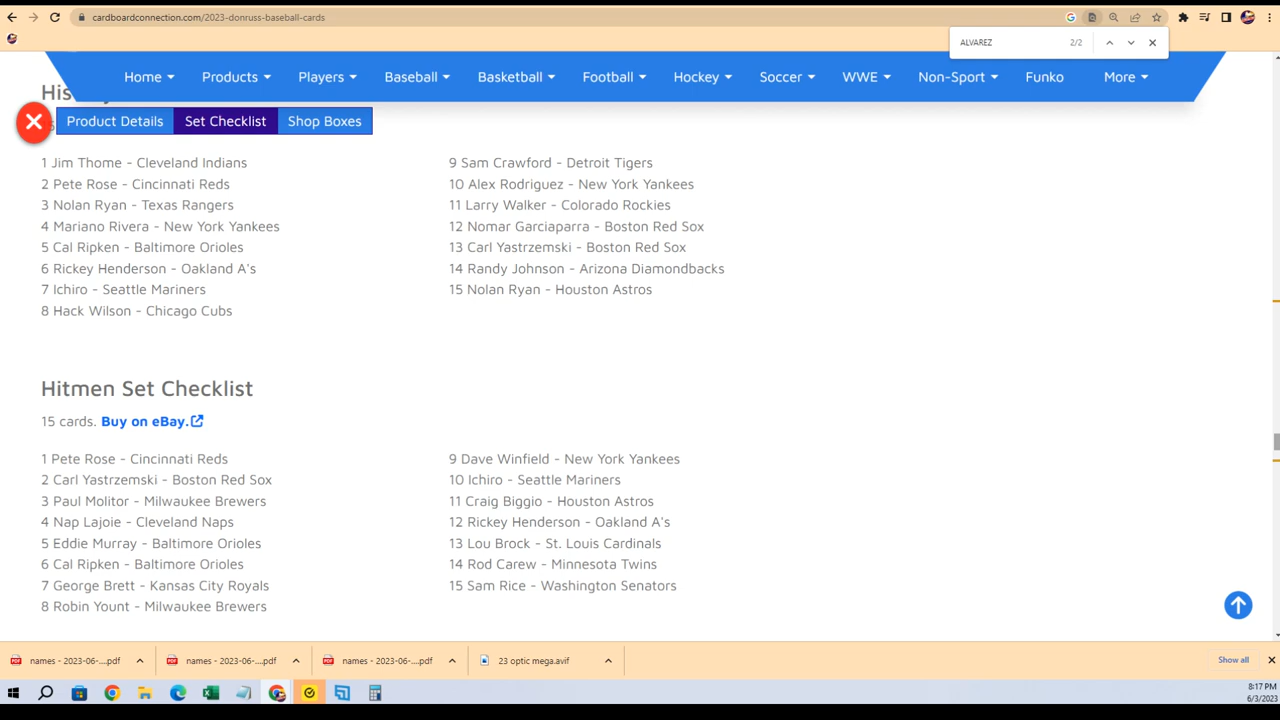 cardboardconnection.com/2023-donruss-baseball-cards
ALVAREZ 2/2
Home Products Players Baseball Basketball Football Hockey Soccer WWE Non-Sport Funko More
Product Details Set Checklist Shop Boxes
1 Jim Thome - Cleveland Indians
2 Pete Rose - Cincinnati Reds
3 Nolan Ryan - Texas Rangers
4 Mariano Rivera - New York Yankees
5 Cal Ripken - Baltimore Orioles
6 Rickey Henderson - Oakland A's
7 Ichiro - Seattle Mariners
8 Hack Wilson - Chicago Cubs
9 Sam Crawford - Detroit Tigers
10 Alex Rodriguez - New York Yankees
11 Larry Walker - Colorado Rockies
12 Nomar Garciaparra - Boston Red Sox
13 Carl Yastrzemski - Boston Red Sox
14 Randy Johnson - Arizona Diamondbacks
15 Nolan Ryan - Houston Astros
Hitmen Set Checklist
15 cards. Buy on eBay.
1 Pete Rose - Cincinnati Reds
2 Carl Yastrzemski - Boston Red Sox
3 Paul Molitor - Milwaukee Brewers
4 Nap Lajoie - Cleveland Naps
5 Eddie Murray - Baltimore Orioles
6 Cal Ripken - Baltimore Orioles
7 George Brett - Kansas City Royals
8 Robin Yount - Milwaukee Brewers
9 Dave Winfield - New York Yankees
10 Ichiro - Seattle Mariners
11 Craig Biggio - Houston Astros
12 Rickey Henderson - Oakland A's
13 Lou Brock - St. Louis Cardinals
14 Rod Carew - Minnesota Twins
15 Sam Rice - Washington Senators
names - 2023-06-....pdf names - 2023-06-....pdf names - 2023-06-....pdf 23 optic mega.avif Show all
8:17 PM
6/3/2023